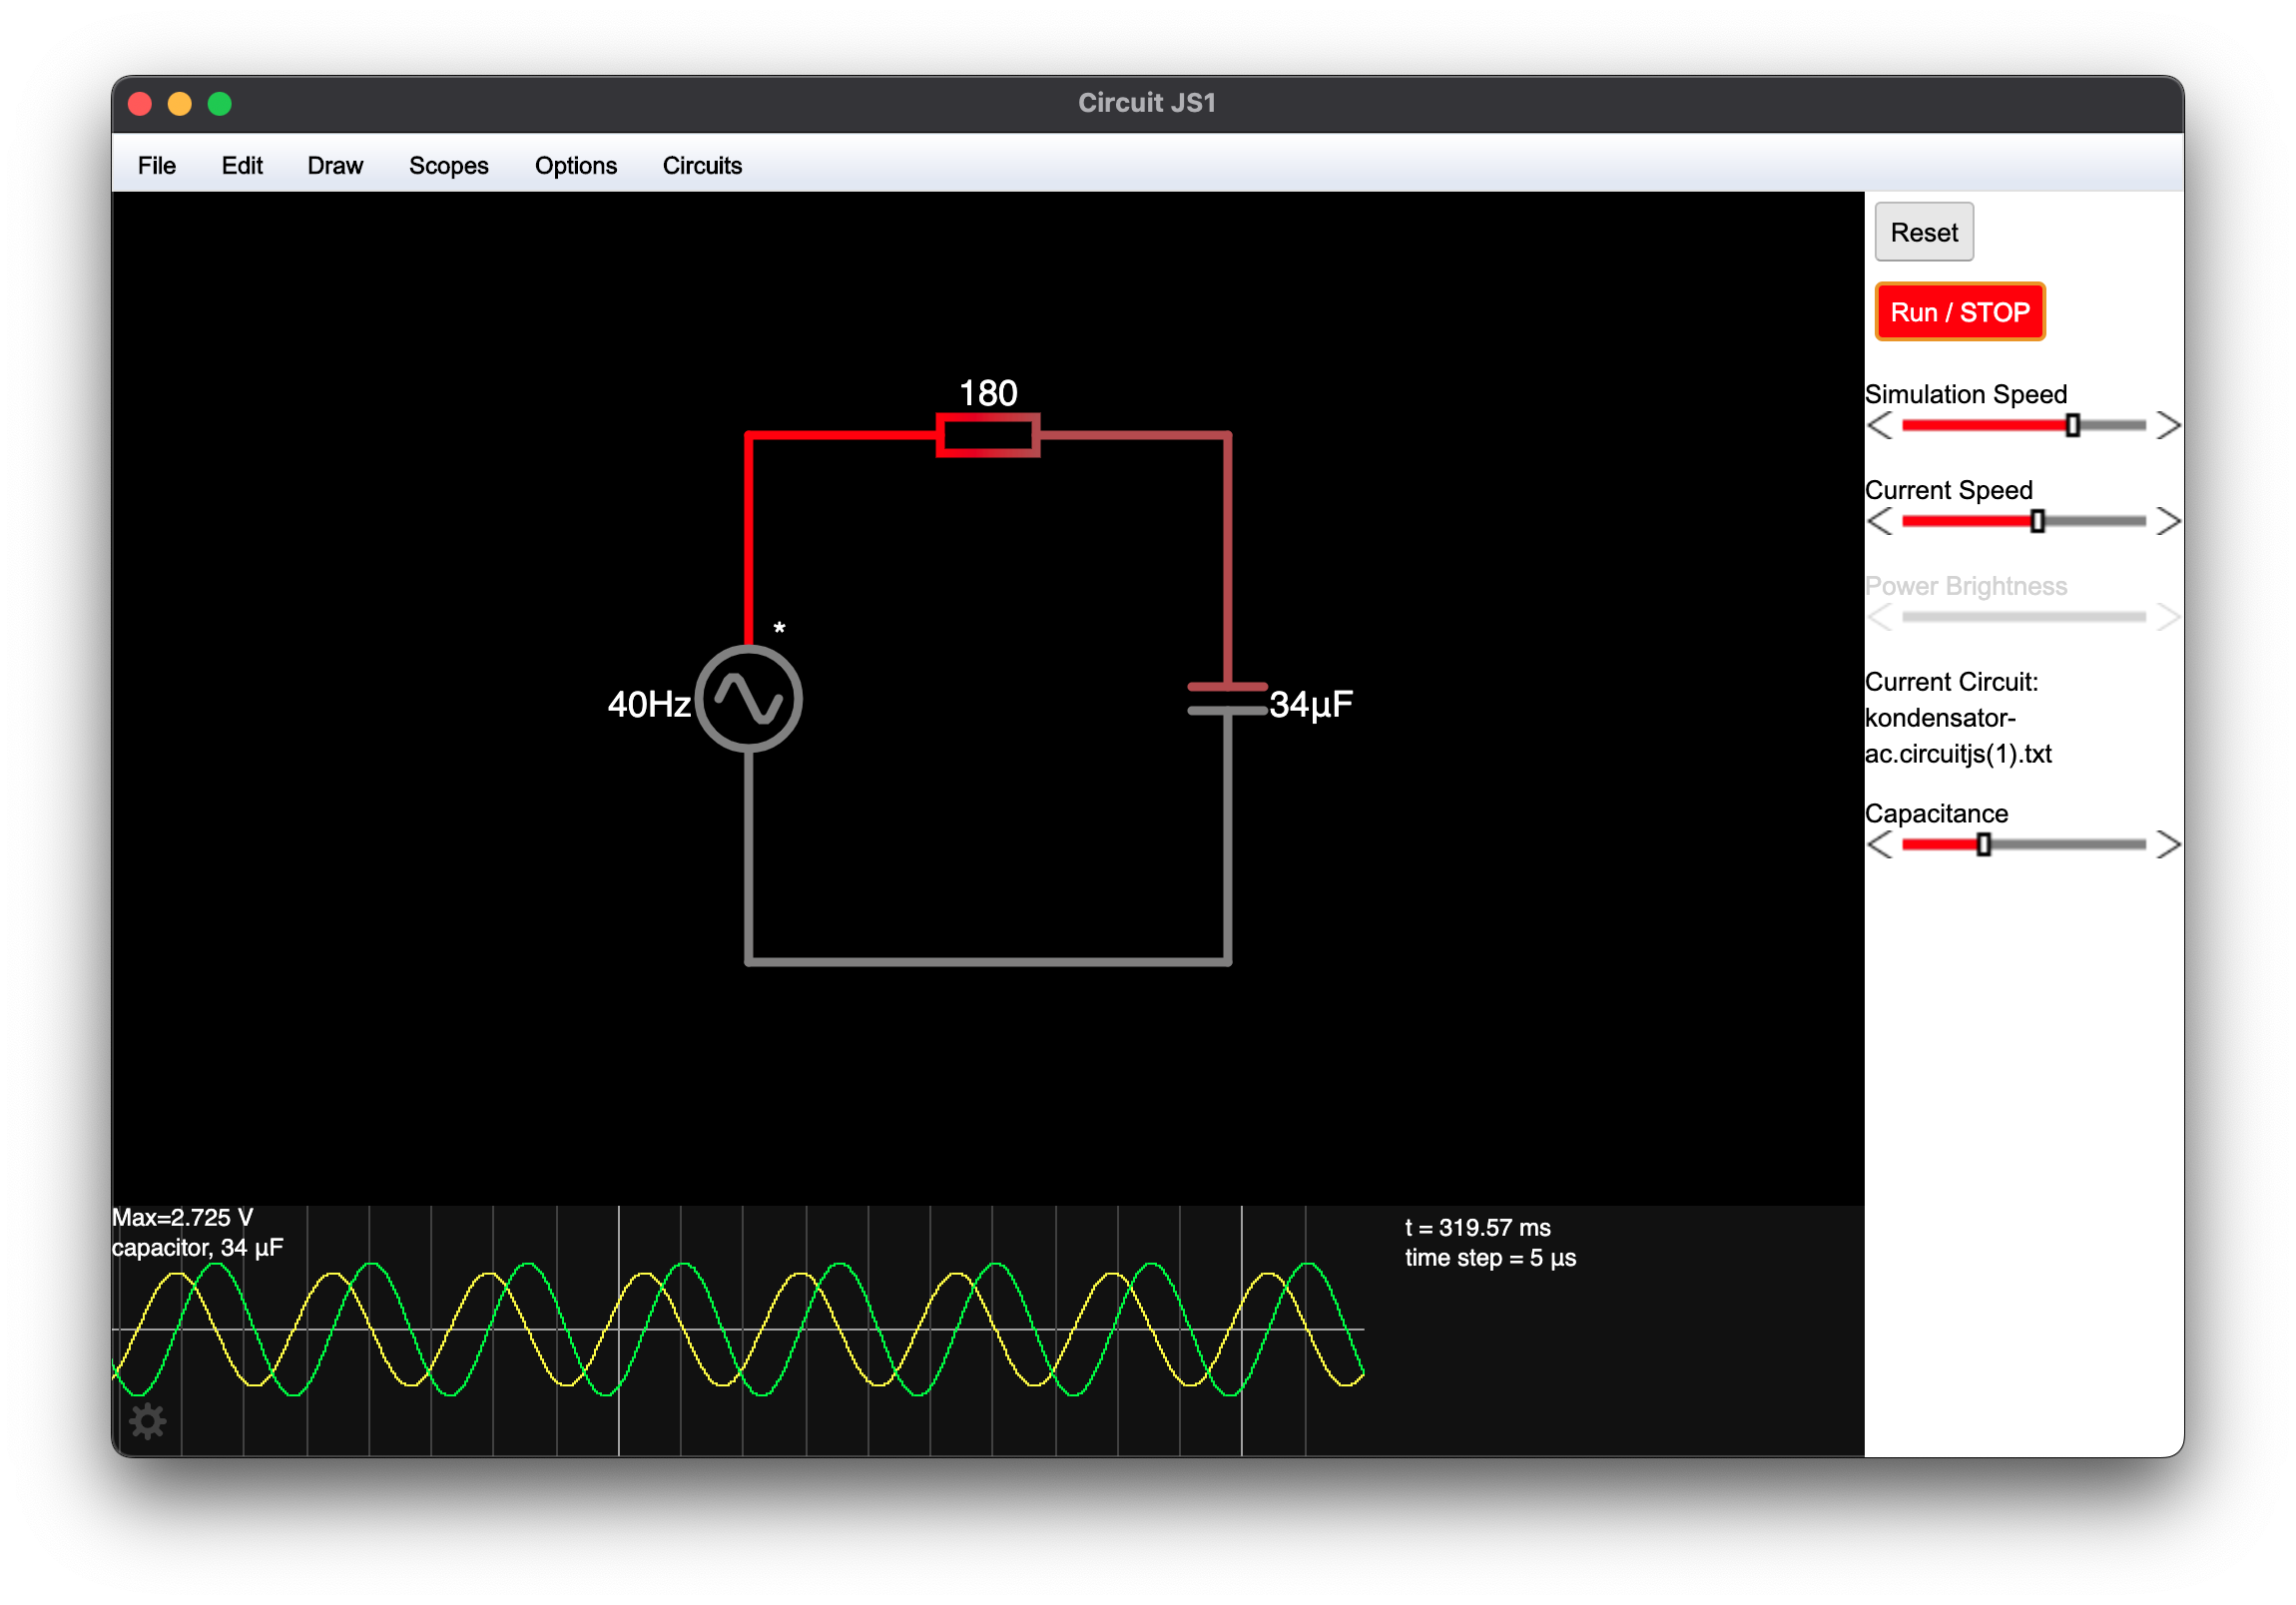 Circuit JS1
File Edit Draw Scopes Options Circuits
Reset
Run / STOP
Simulation Speed
Current Speed
Power Brightness
Current Circuit:
kondensator-
ac.circuitjs(1).txt
Capacitance
180
*
40Hz
34μF
Max=2.725 V
capacitor, 34 μF
t = 319.57 ms
time step = 5 μs